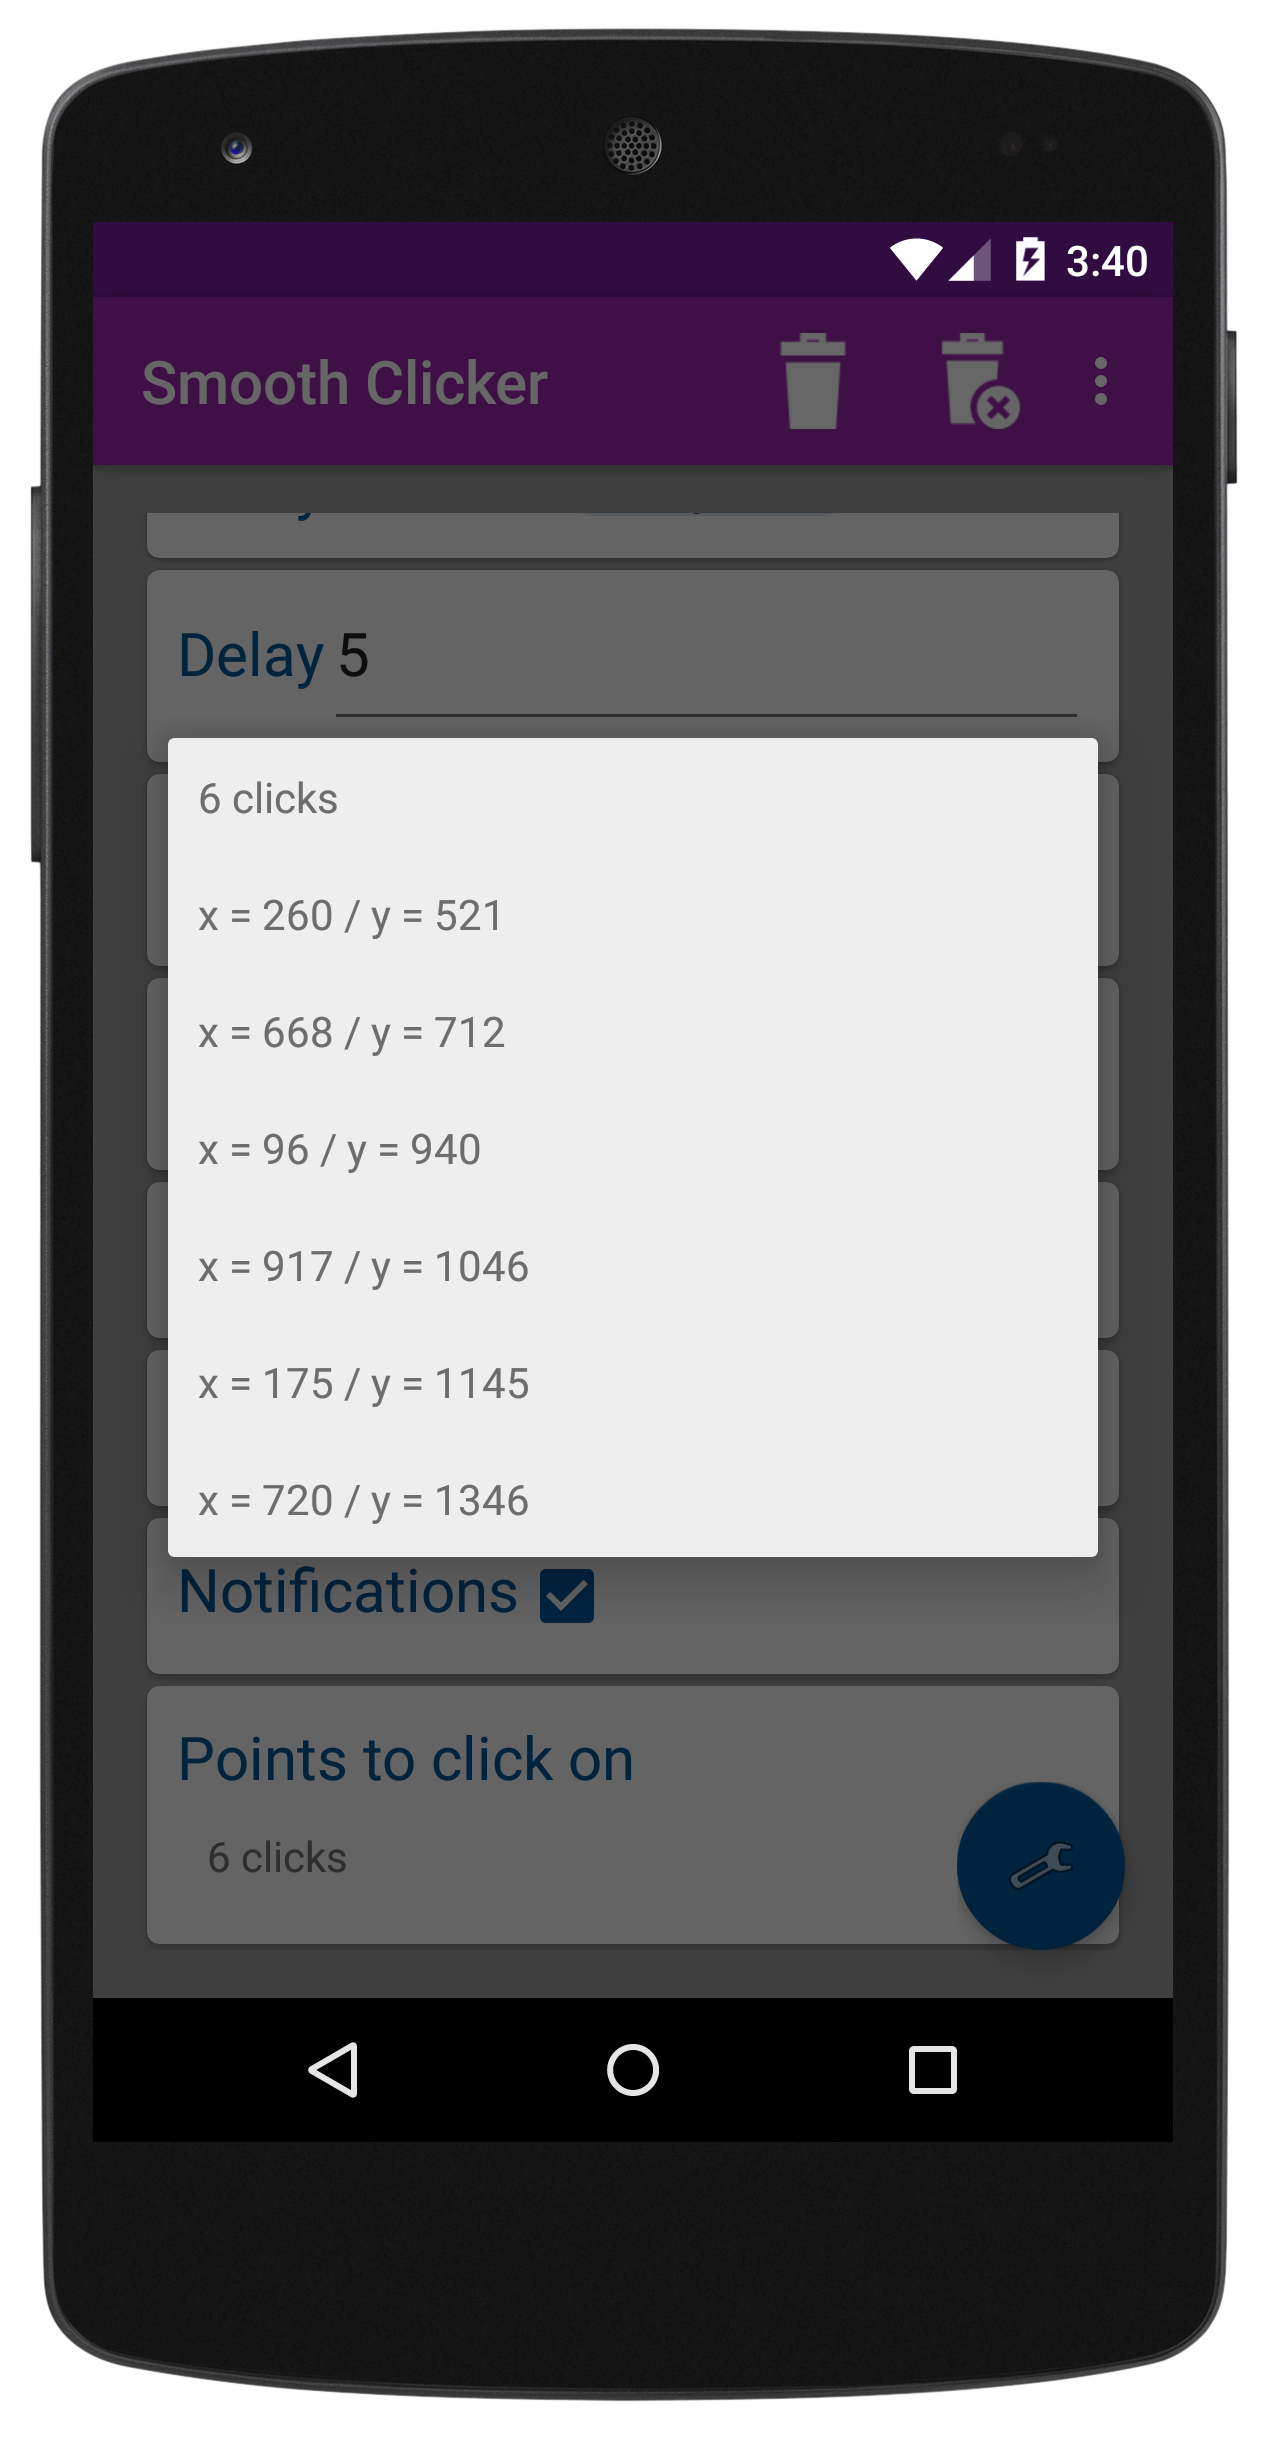 3:40
Smooth Clicker
Delay 5
6 clicks
x = 260 / y = 521
x = 668 / y = 712
x = 96 / y = 940
x = 917 / y = 1046
x = 175 / y = 1145
x = 720 / y = 1346
Notifications
Points to click on
6 clicks